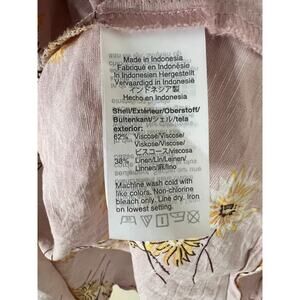 Made in Indonesia
Fabriqué en Indonésie
In Indonesien Hergestellt
Vervaardigd in Indonesië
インドネシア製
Hecho en Indonesia
Shell/Extérieur/Oberstoff/
Buitenkant/シェル/tela
exterior:
62% Viscose/Viscose/
Viskose/Viscose/
ビスコース/Viscosa
38% Linen/Lin/Leinen/
Linnen/麻/lino
Machine wash cold with
like colors. Non-chlorine
bleach only. Line dry. Iron
on lowest setting.